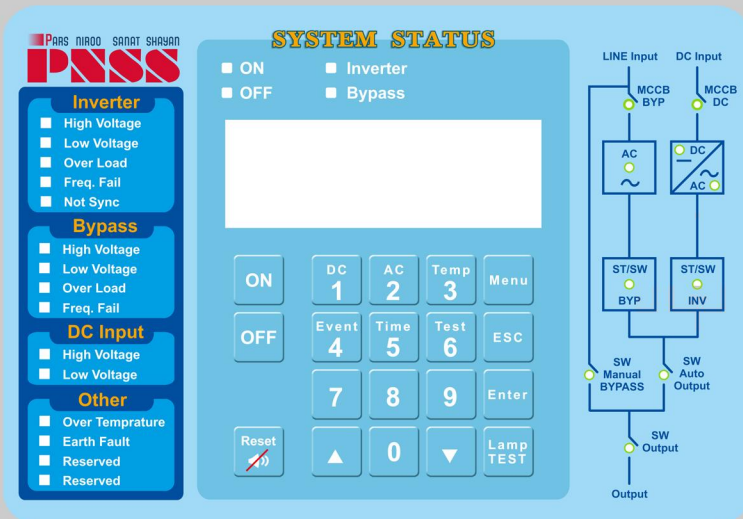 PARS NIROO SANAT SHAYAN
PNSS
Inverter
High Voltage
Low Voltage
Over Load
Freq. Fail
Not Sync
Bypass
High Voltage
Low Voltage
Over Load
Freq. Fail
DC Input
High Voltage
Low Voltage
Other
Over Temprature
Earth Fault
Reserved
Reserved
SYSTEM STATUS
ON Inverter
OFF Bypass
ON
DC
1
AC
2
Temp
3
Menu
OFF
Event
4
Time
5
Test
6
ESC
7
8
9
Enter
Reset
▲
0
▼
Lamp
TEST
LINE Input
DC Input
MCCB
BYP
MCCB
DC
AC
DC
AC
ST/SW
BYP
ST/SW
INV
SW
Manual
BYPASS
SW
Auto
Output
SW
Output
Output